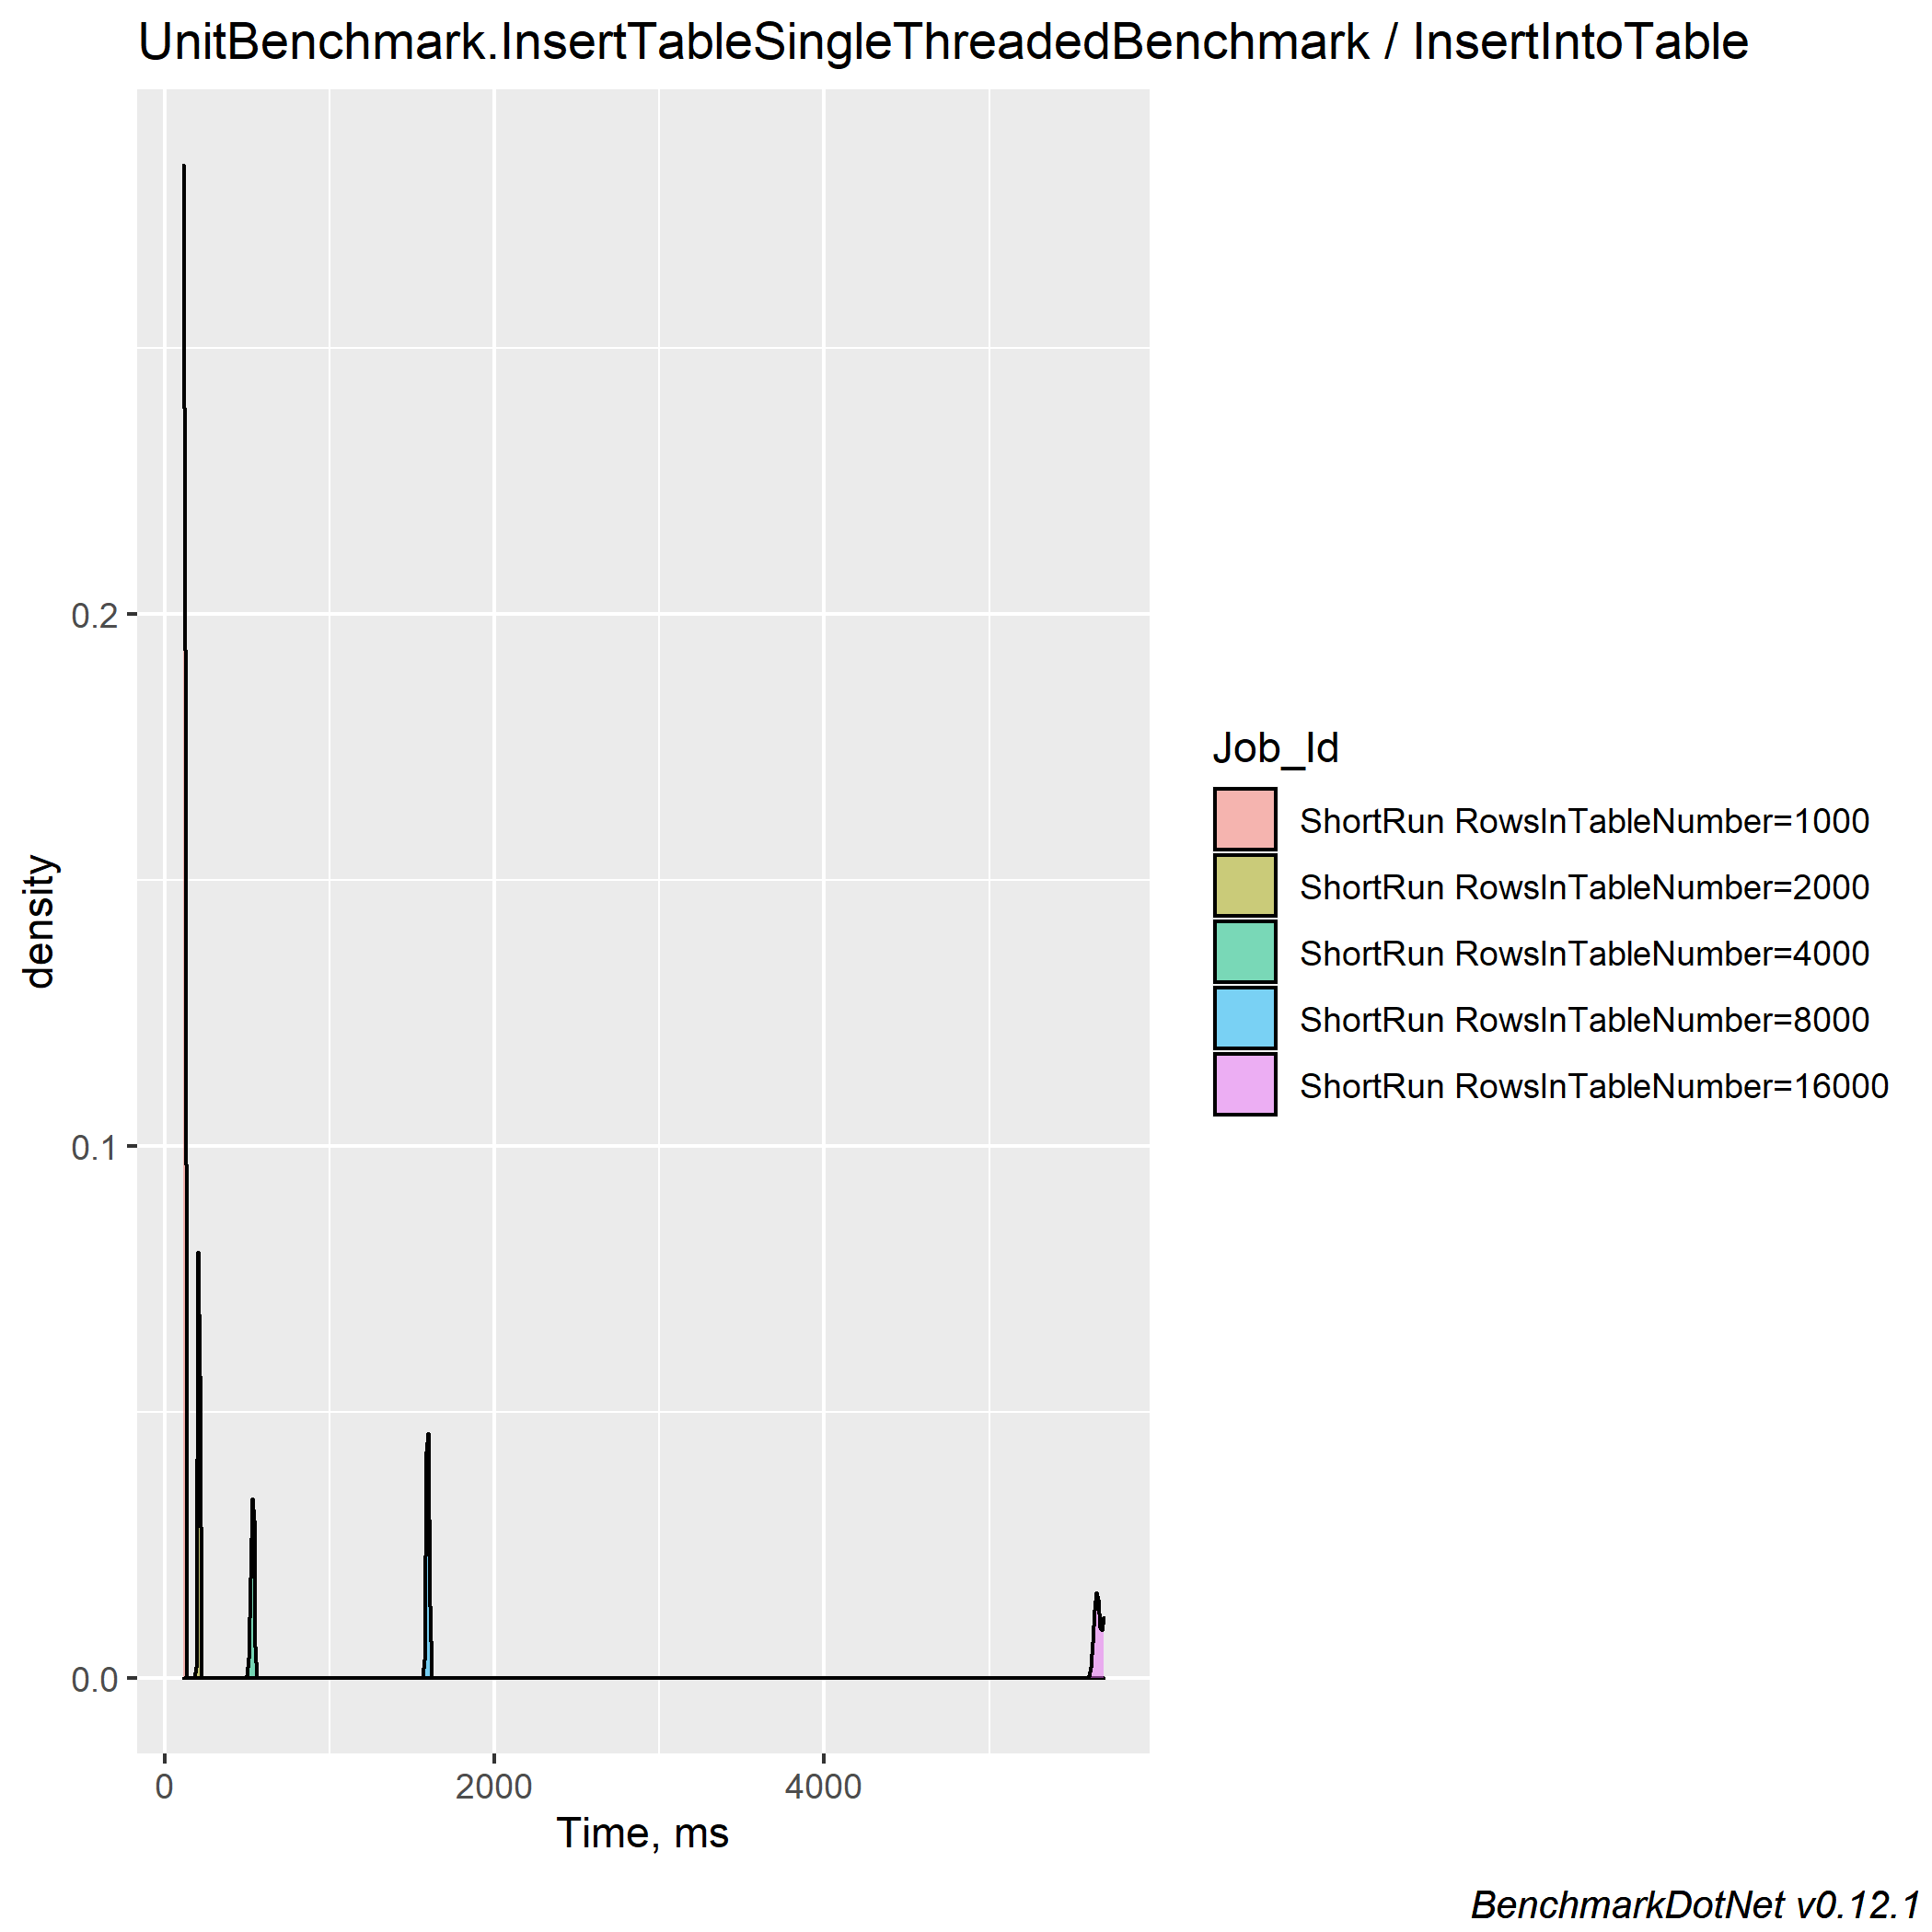 UnitBenchmark.InsertTableSingleThreadedBenchmark / InsertIntoTable
density
0.2
0.1
0.0
0
2000
4000
Time, ms
Job_Id
ShortRun RowsInTableNumber=1000
ShortRun RowsInTableNumber=2000
ShortRun RowsInTableNumber=4000
ShortRun RowsInTableNumber=8000
ShortRun RowsInTableNumber=16000
BenchmarkDotNet v0.12.1